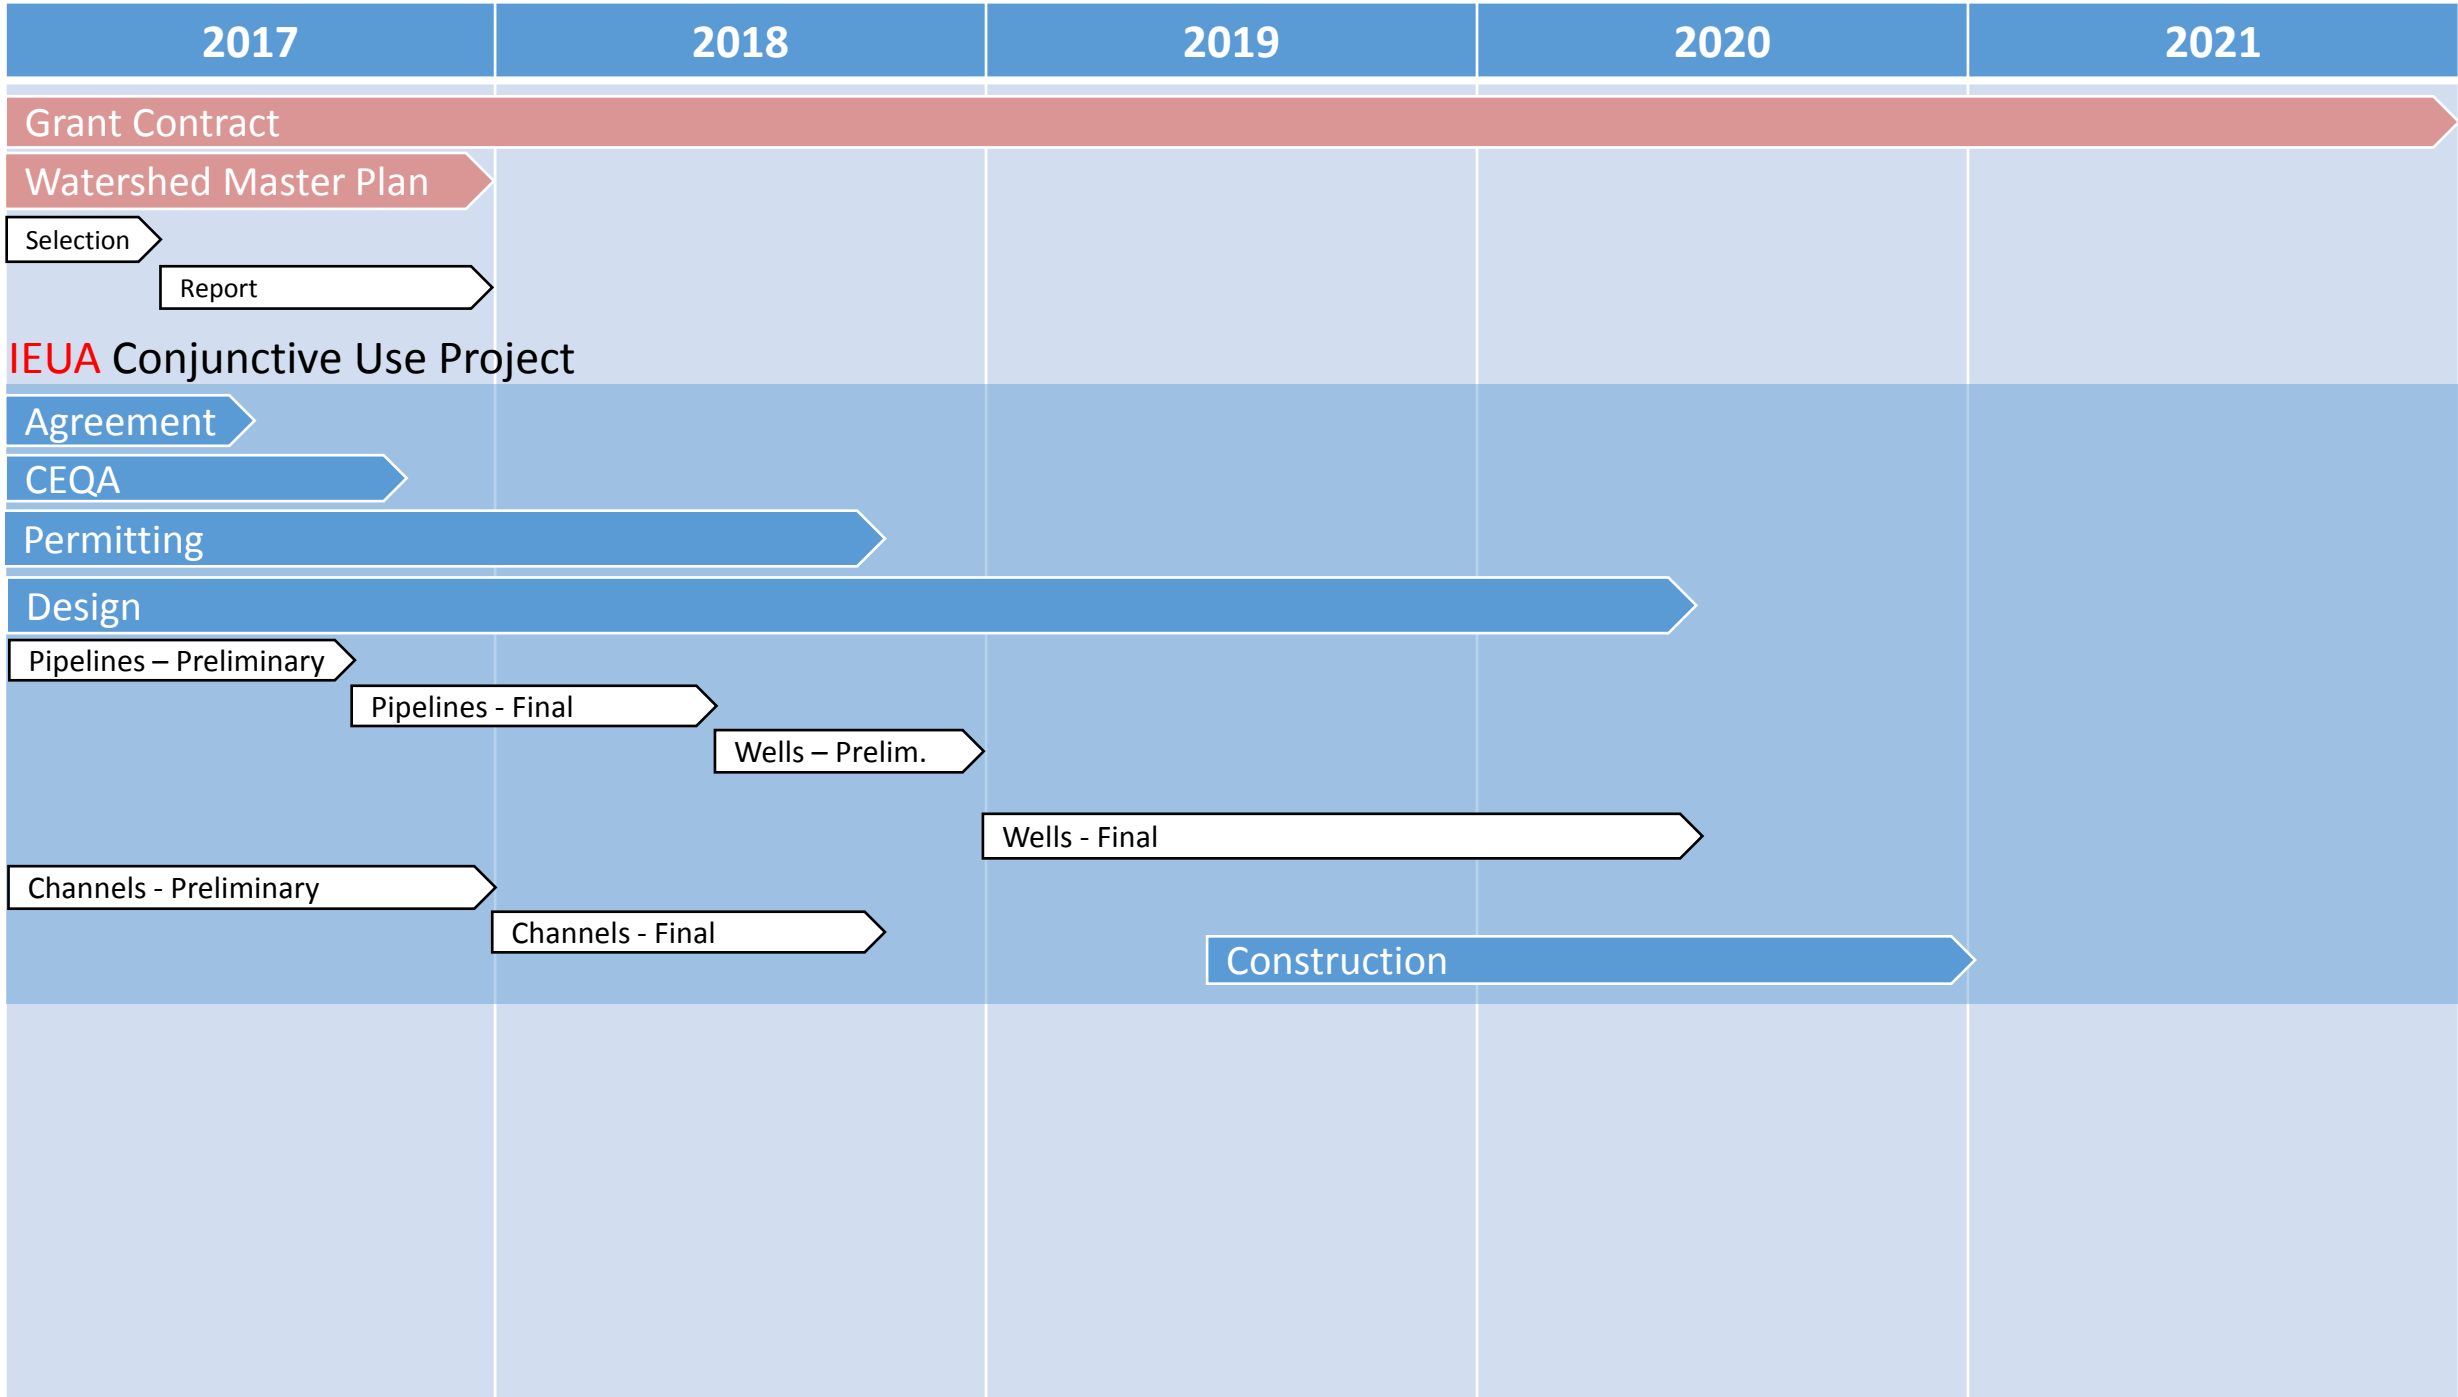 2017 2018 2019 2020 2021
Grant Contract
Watershed Master Plan
Selection
Report
IEUA Conjunctive Use Project
Agreement
CEQA
Permitting
Design
Pipelines – Preliminary
Pipelines - Final
Wells – Prelim.
Wells - Final
Channels - Preliminary
Channels - Final
Construction